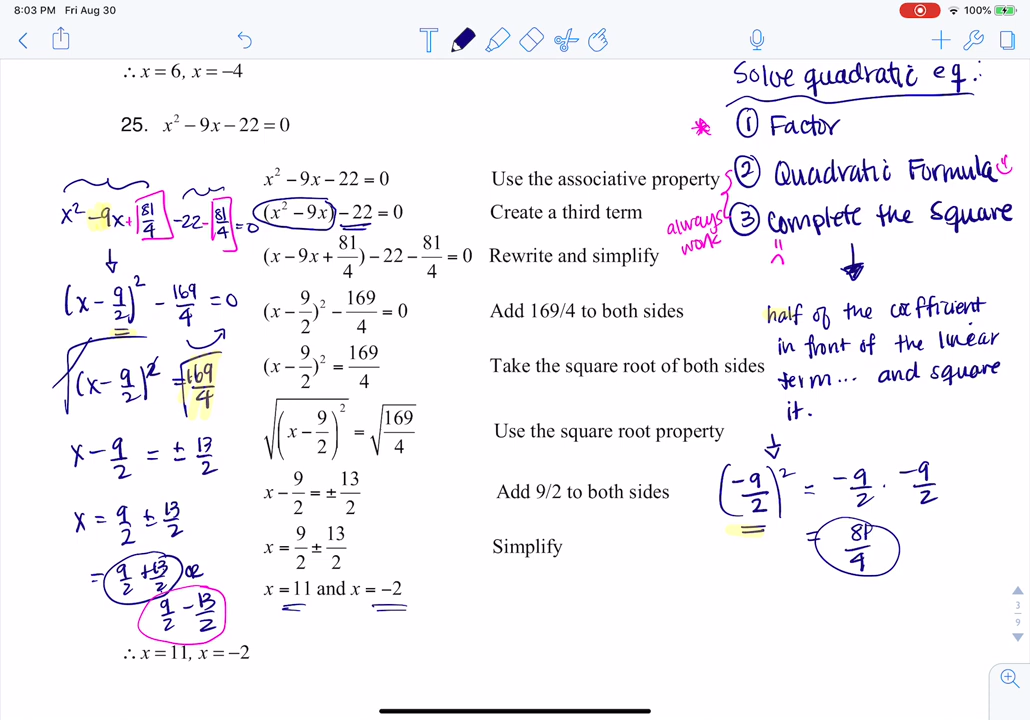 8:03 PM Fri Aug 30
100%
T
∴ x = 6, x = −4
25. x² − 9x − 22 = 0
x² − 9x − 22 = 0 Use the associative property
(x² − 9x) − 22 = 0 Create a third term
(x − 9x + 81/4) − 22 − 81/4 = 0 Rewrite and simplify
(x − 9/2)² − 169/4 = 0 Add 169/4 to both sides
(x − 9/2)² = 169/4 Take the square root of both sides
√(x − 9/2)² = √169/4 Use the square root property
x − 9/2 = ± 13/2 Add 9/2 to both sides
x = 9/2 ± 13/2 Simplify
x = 11 and x = −2
∴ x = 11, x = −2
x² − 9x + 81/4 − 22 − 81/4 = 0
(x − 9/2)² − 169/4 = 0
√(x − 9/2)² = √169/4
x − 9/2 = ± 13/2
x = 9/2 ± 13/2
= 9/2 + 13/2 or
9/2 − 13/2
Solve quadratic eq.:
* ① Factor
② Quadratic Formula
③ Complete the Square
always
work
half of the coefficient
in front of the linear
term... and square
it.
(−9/2)² = −9/2 · −9/2
= 81/4
3
9